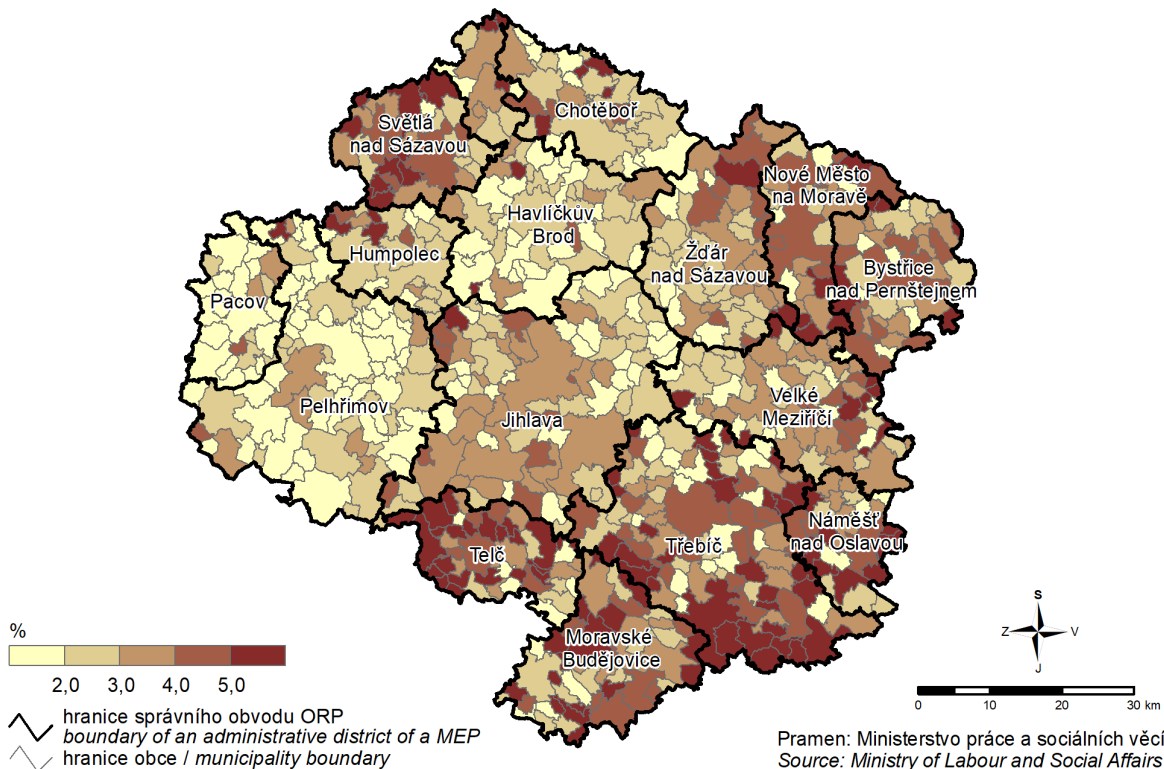 Chotěboř
Světlá
nad Sázavou
Nové Město
na Moravě
Havlíčkův
Brod
Humpolec
Žďár
nad Sázavou
Bystřice
nad Pernštejnem
Pacov
Pelhřimov
Jihlava
Velké
Meziříčí
Náměšť
nad Oslavou
Telč
Třebíč
Moravské
Budějovice
%
2,0 3,0 4,0 5,0
hranice správního obvodu ORP
boundary of an administrative district of a MEP
hranice obce / municipality boundary
S
Z V
J
0 10 20 30 km
Pramen: Ministerstvo práce a sociálních věcí
Source: Ministry of Labour and Social Affairs